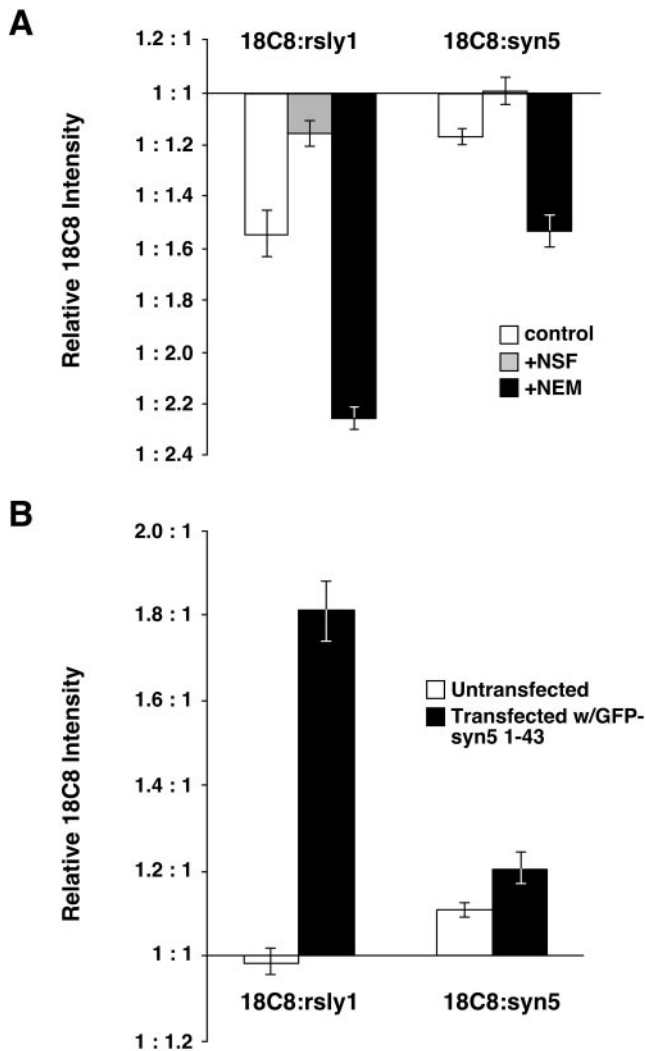 A
18C8:rsly1 18C8:syn5
Relative 18C8 Intensity
1.2 : 1
1 : 1
1 : 1.2
1 : 1.4
1 : 1.6
1 : 1.8
1 : 2.0
1 : 2.2
1 : 2.4
control
+NSF
+NEM
B
Relative 18C8 Intensity
2.0 : 1
1.8 : 1
1.6 : 1
1.4 : 1
1.2 : 1
1 : 1
1 : 1.2
Untransfected
Transfected w/GFP-
syn5 1-43
18C8:rsly1 18C8:syn5